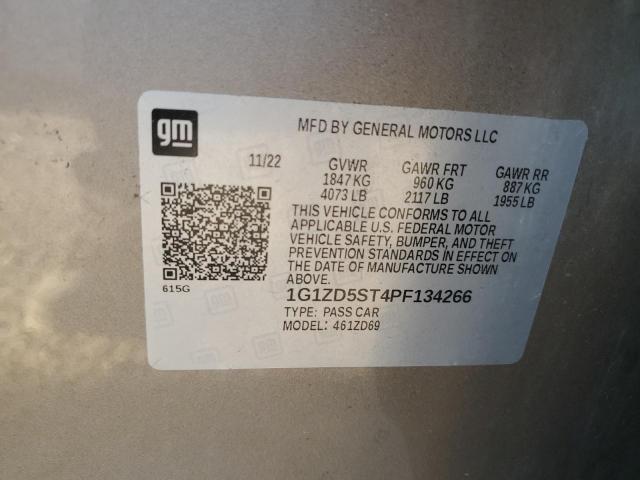 gm
MFD BY GENERAL MOTORS LLC
11/22 GVWR GAWR FRT GAWR RR
1847 KG 960 KG 887 KG
4073 LB 2117 LB 1955 LB
THIS VEHICLE CONFORMS TO ALL
APPLICABLE U.S. FEDERAL MOTOR
VEHICLE SAFETY, BUMPER, AND THEFT
PREVENTION STANDARDS IN EFFECT ON
THE DATE OF MANUFACTURE SHOWN
ABOVE.
615G
1G1ZD5ST4PF134266
TYPE: PASS CAR
MODEL: 461ZD69